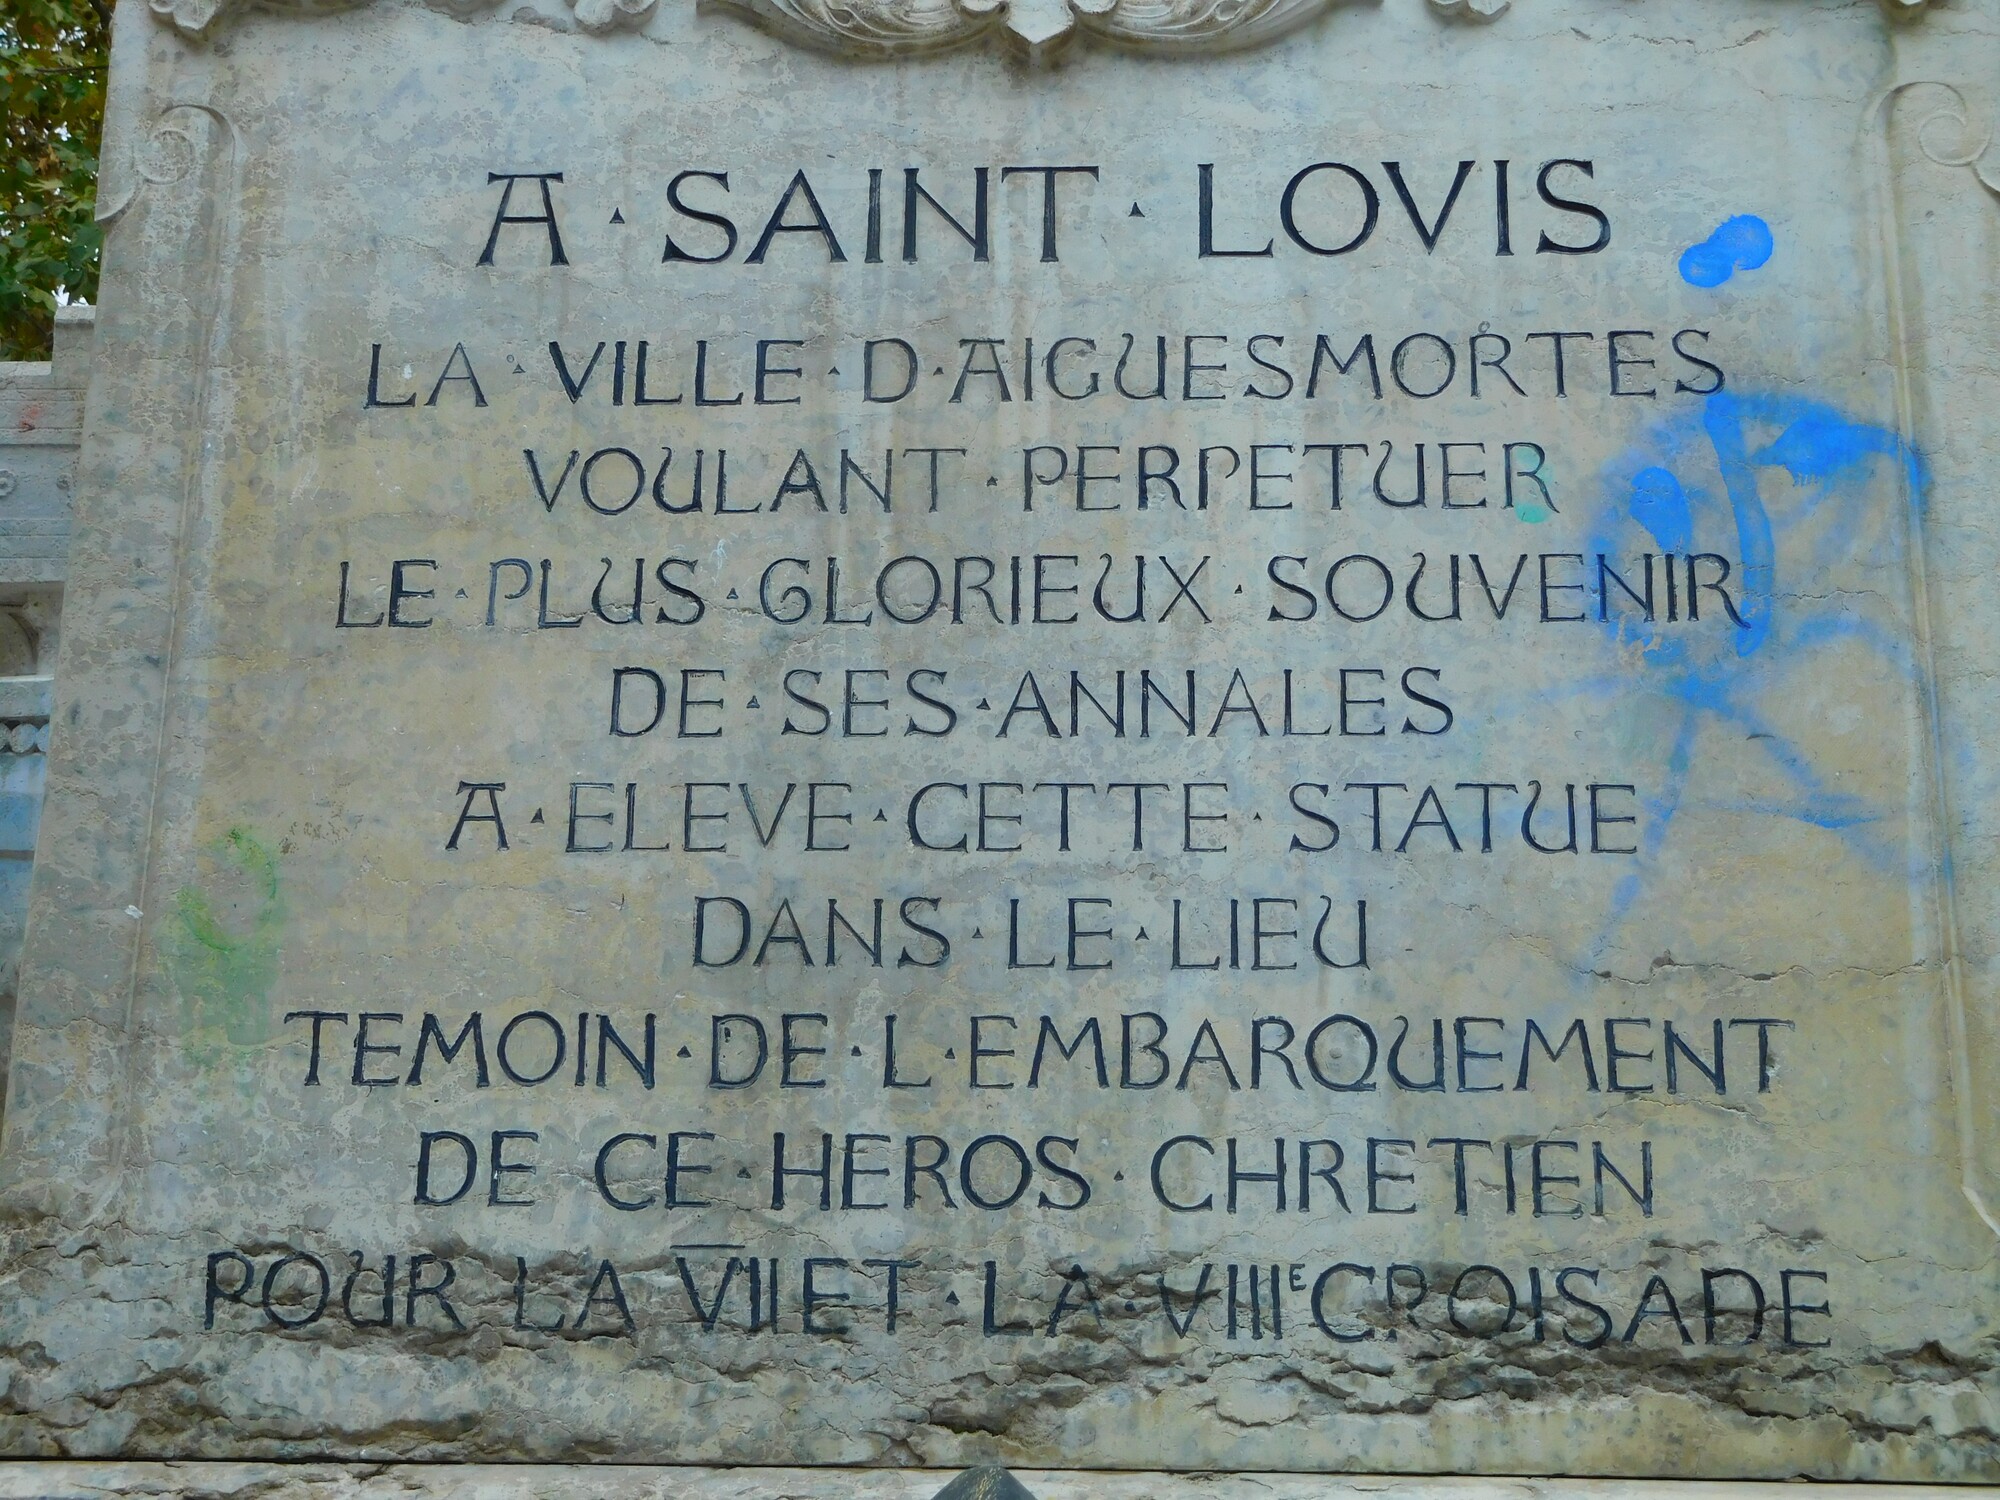 A · SAINT · LOVIS
LA · VILLE · D·AIGUESMORTES
VOULANT · PERPETUER
LE · PLUS · GLORIEUX · SOUVENIR
DE · SES · ANNALES
A · ELEVE · CETTE · STATUE
DANS · LE · LIEU
TEMOIN · DE · L·EMBARQUEMENT
DE CE · HEROS · CHRETIEN
POUR LA VII ET · LA · VIIIᴱ CROISADE